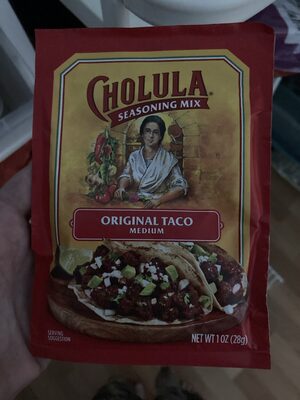 CHOLULA®
SEASONING MIX
ORIGINAL TACO
MEDIUM
SERVING
SUGGESTION
NET WT 1 OZ (28g)